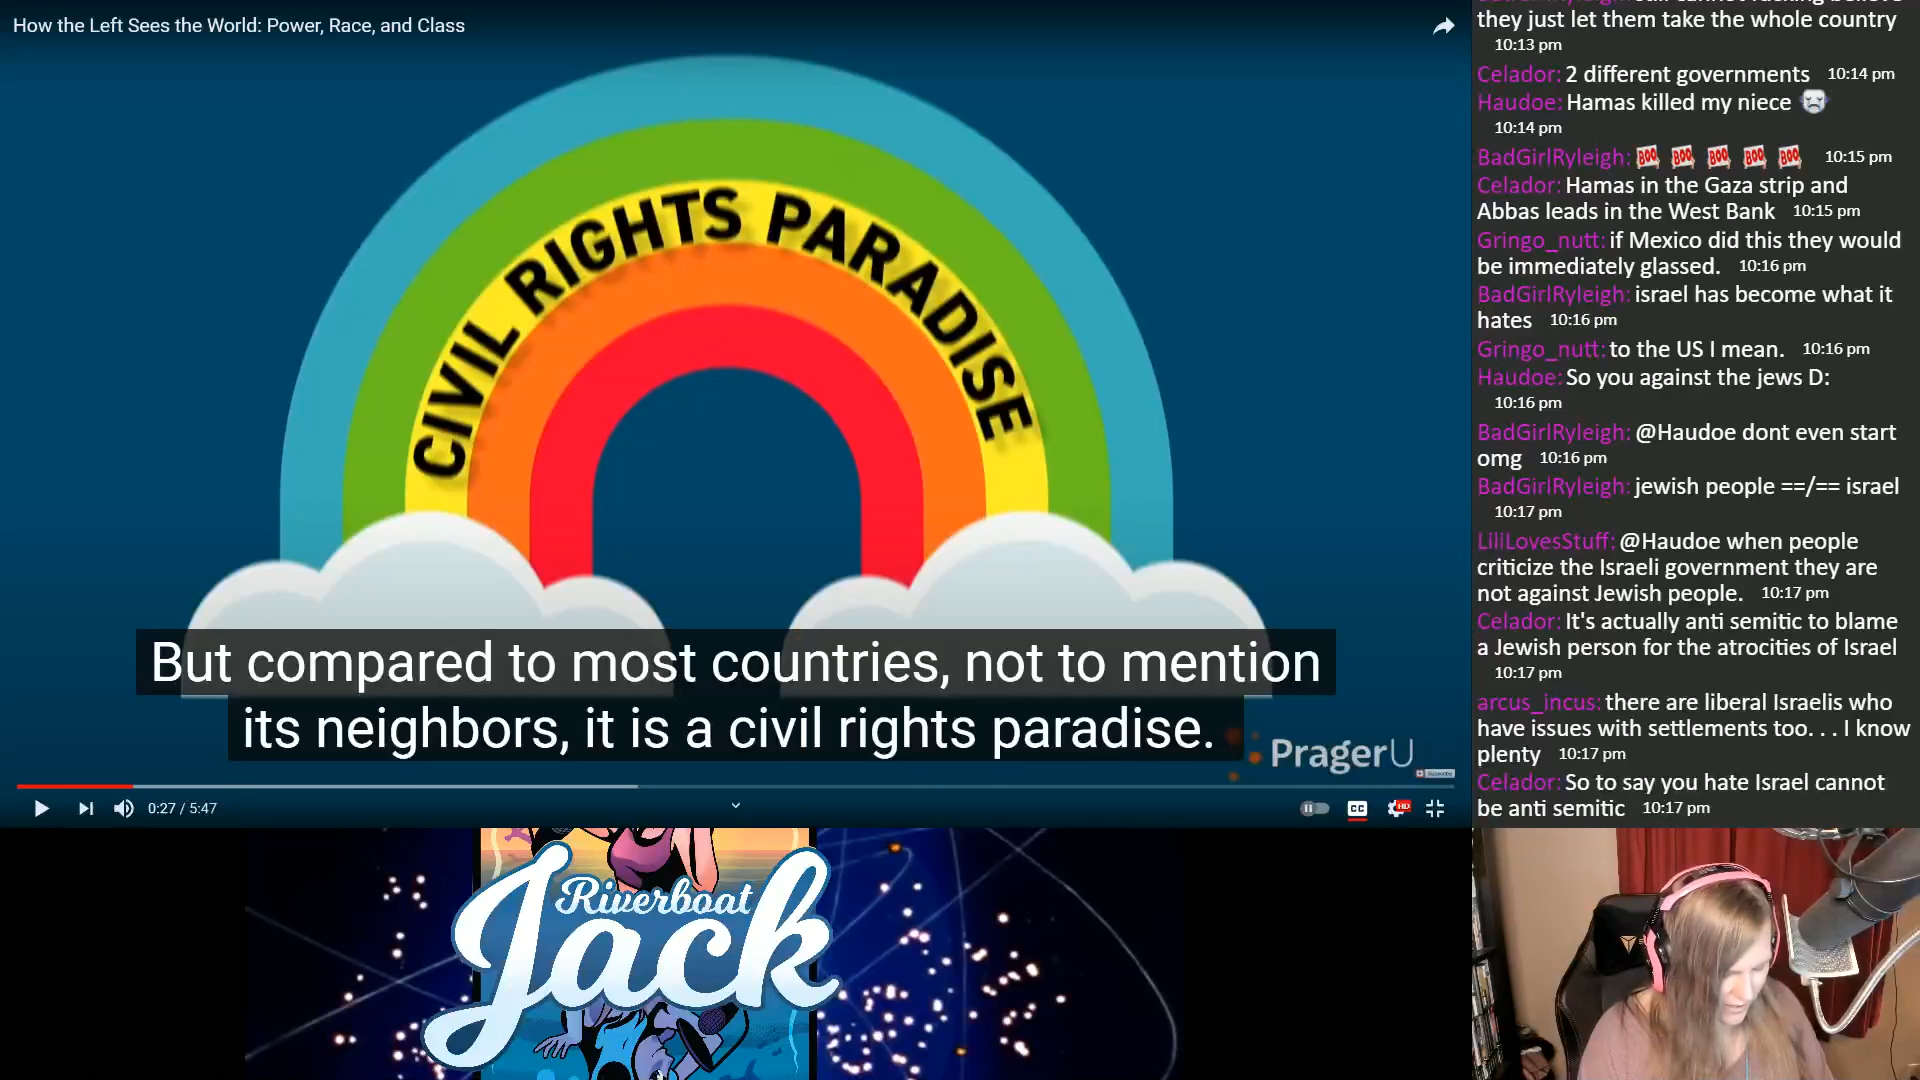 How the Left Sees the World: Power, Race, and Class
CIVIL RIGHTS PARADISE
But compared to most countries, not to mention
its neighbors, it is a civil rights paradise.
PragerU
Subscribe
0:27 / 5:47
CC
HD
Riverboat
Jack
they just let them take the whole country
10:13 pm
Celador: 2 different governments 10:14 pm
Haudoe: Hamas killed my niece
10:14 pm
BadGirlRyleigh: BOO BOO BOO BOO BOO 10:15 pm
Celador: Hamas in the Gaza strip and
Abbas leads in the West Bank 10:15 pm
Gringo_nutt: if Mexico did this they would
be immediately glassed. 10:16 pm
BadGirlRyleigh: israel has become what it
hates 10:16 pm
Gringo_nutt: to the US I mean. 10:16 pm
Haudoe: So you against the jews D:
10:16 pm
BadGirlRyleigh: @Haudoe dont even start
omg 10:16 pm
BadGirlRyleigh: jewish people ==/== israel
10:17 pm
LiliLovesStuff: @Haudoe when people
criticize the Israeli government they are
not against Jewish people. 10:17 pm
Celador: It's actually anti semitic to blame
a Jewish person for the atrocities of Israel
10:17 pm
arcus_incus: there are liberal Israelis who
have issues with settlements too. . . I know
plenty 10:17 pm
Celador: So to say you hate Israel cannot
be anti semitic 10:17 pm